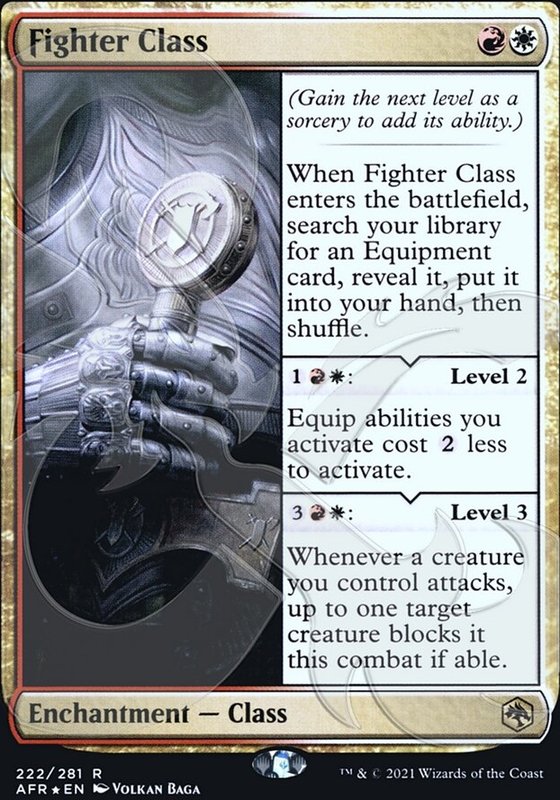 Fighter Class
(Gain the next level as a
sorcery to add its ability.)
When Fighter Class
enters the battlefield,
search your library
for an Equipment
card, reveal it, put it
into your hand, then
shuffle.
1 : Level 2
Equip abilities you
activate cost 2 less
to activate.
3 : Level 3
Whenever a creature
you control attacks,
up to one target
creature blocks it
this combat if able.
Enchantment — Class
222/281 R
AFR ★ EN Volkan Baga
™ & © 2021 Wizards of the Coast